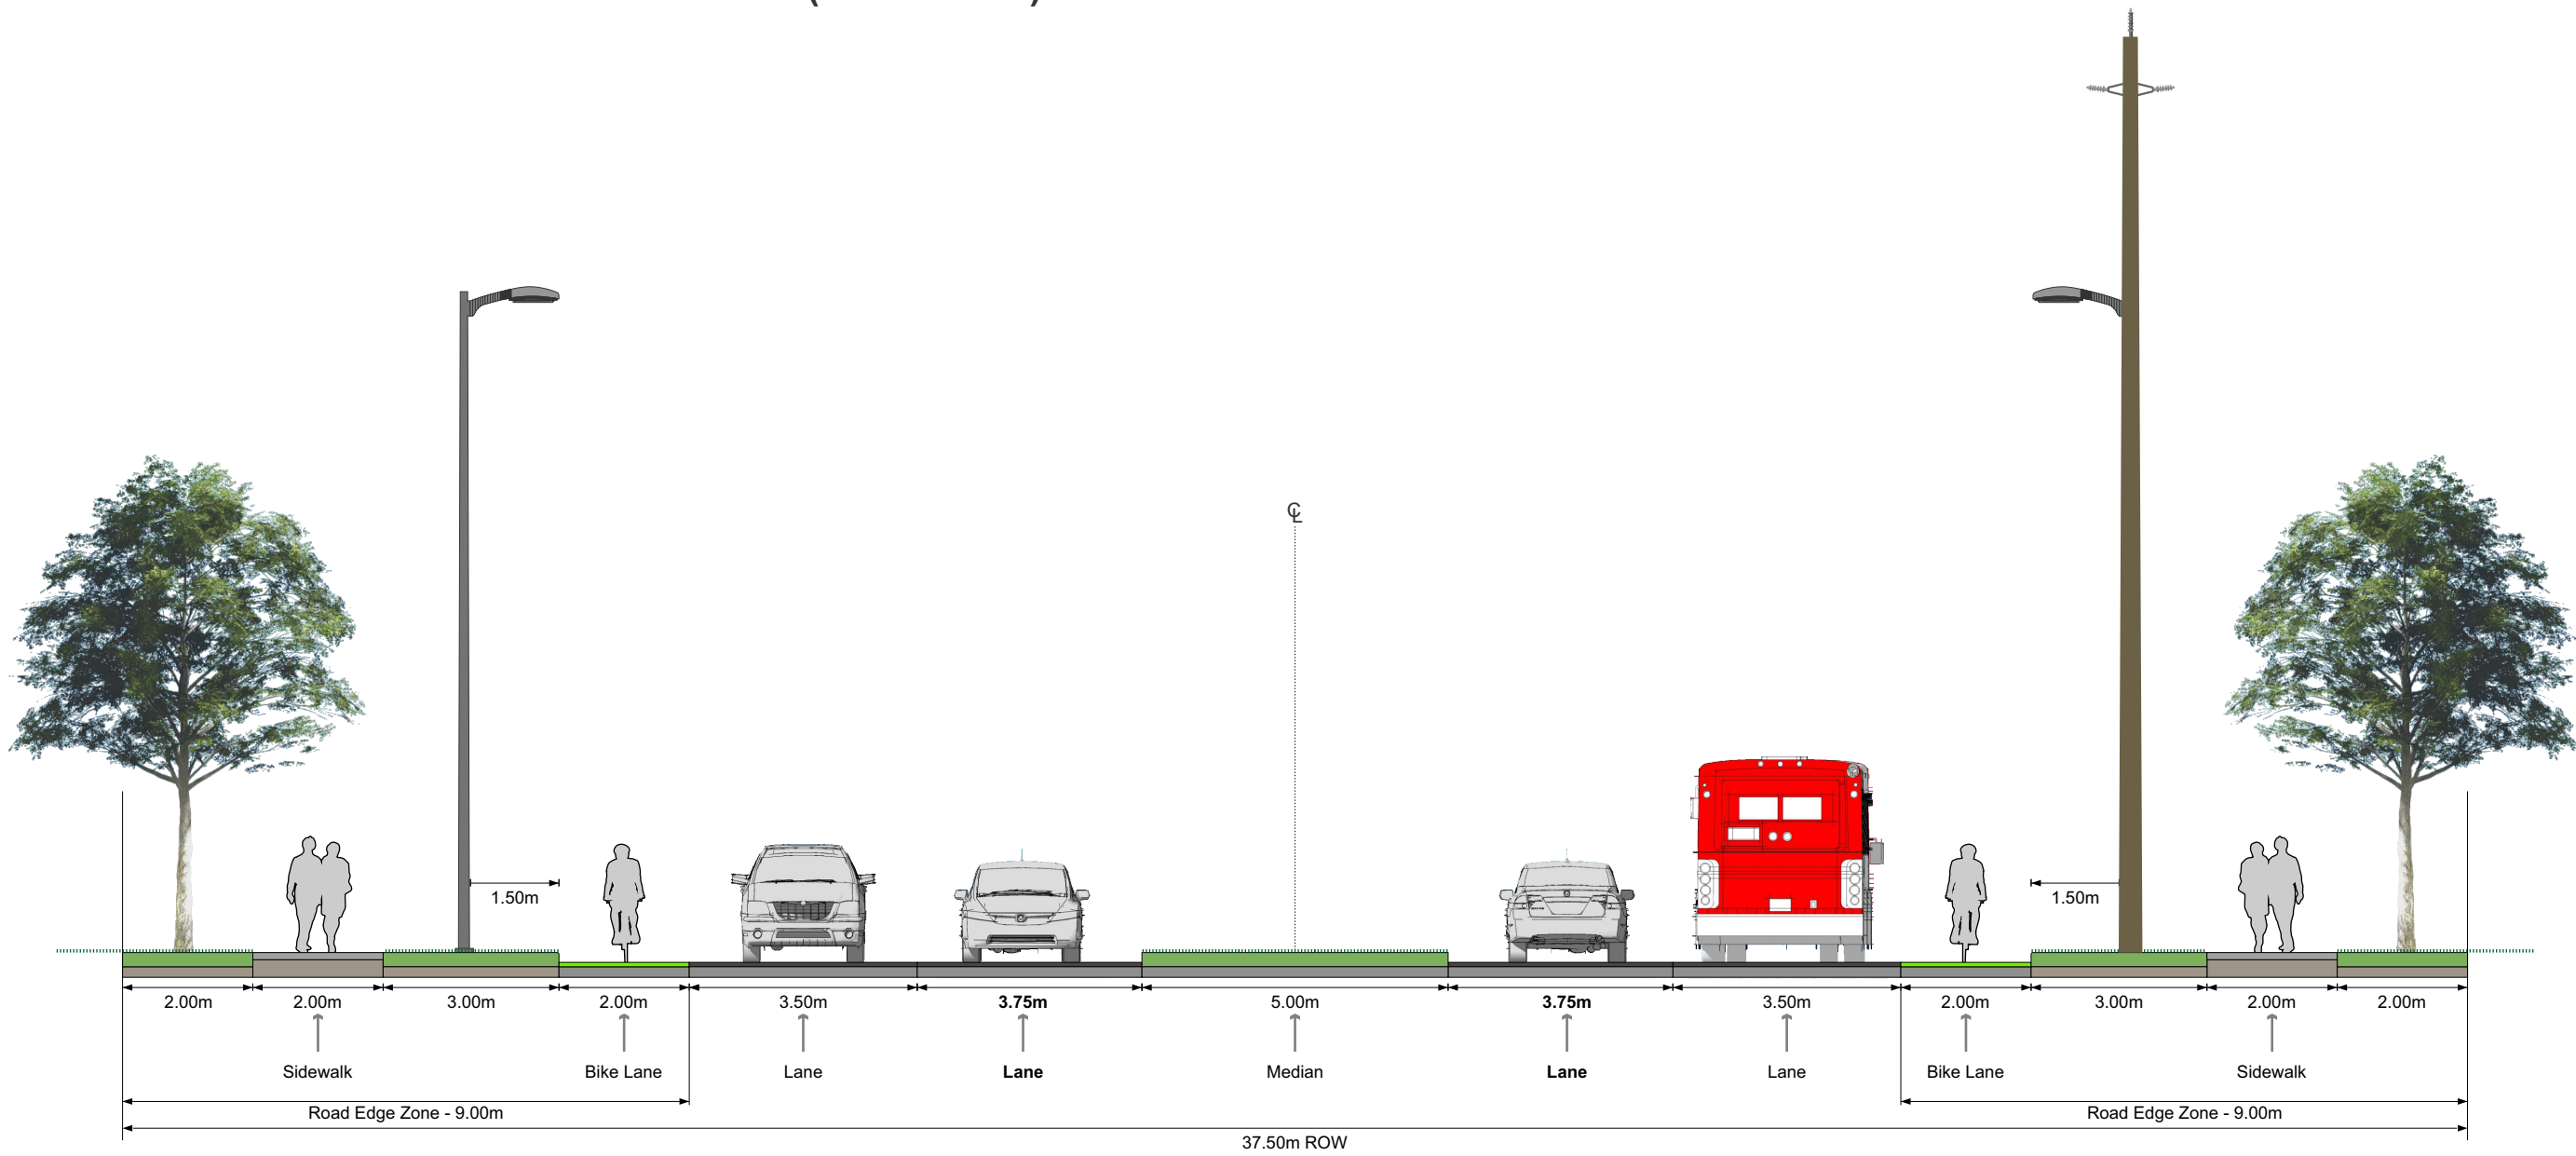 ℄
1.50m
1.50m
2.00m 2.00m 3.00m 2.00m 3.50m 3.75m 5.00m 3.75m 3.50m 2.00m 3.00m 2.00m 2.00m
Sidewalk Bike Lane Lane Lane Median Lane Lane Bike Lane Sidewalk
Road Edge Zone - 9.00m
Road Edge Zone - 9.00m
37.50m ROW